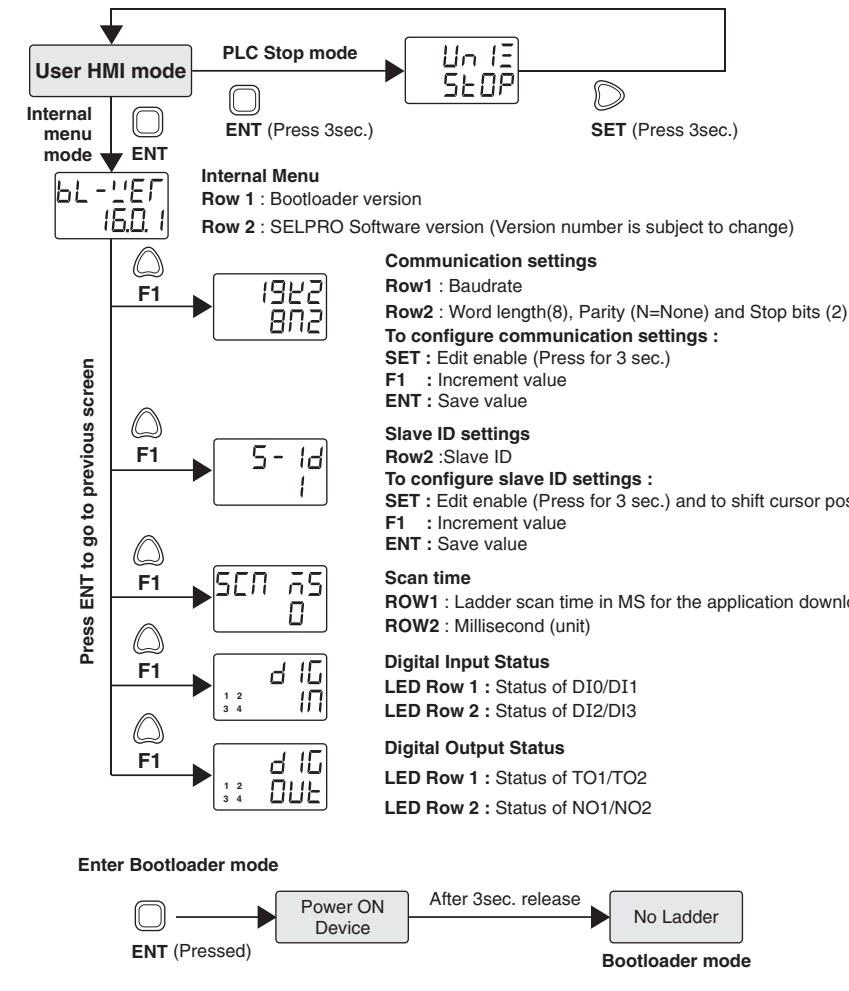 User HMI mode
PLC Stop mode
StOP
ENT (Press 3sec.)
SET (Press 3sec.)
Internal
menu
mode
ENT
bL-VER
16.0.1
Internal Menu
Row 1 : Bootloader version
Row 2 : SELPRO Software version (Version number is subject to change)
Press ENT to go to previous screen
F1
19K2
8N2
Communication settings
Row1 : Baudrate
Row2 : Word length(8), Parity (N=None) and Stop bits (2)
To configure communication settings :
SET : Edit enable (Press for 3 sec.)
F1 : Increment value
ENT : Save value
F1
S-Id
1
Slave ID settings
Row2 :Slave ID
To configure slave ID settings :
SET : Edit enable (Press for 3 sec.) and to shift cursor pos
F1 : Increment value
ENT : Save value
F1
SCN MS
0
Scan time
ROW1 : Ladder scan time in MS for the application downlo
ROW2 : Millisecond (unit)
F1
dIG
1 2
IN
3 4
Digital Input Status
LED Row 1 : Status of DI0/DI1
LED Row 2 : Status of DI2/DI3
F1
dIG
1 2
OUt
3 4
Digital Output Status
LED Row 1 : Status of TO1/TO2
LED Row 2 : Status of NO1/NO2
Enter Bootloader mode
ENT (Pressed)
Power ON
Device
After 3sec. release
No Ladder
Bootloader mode